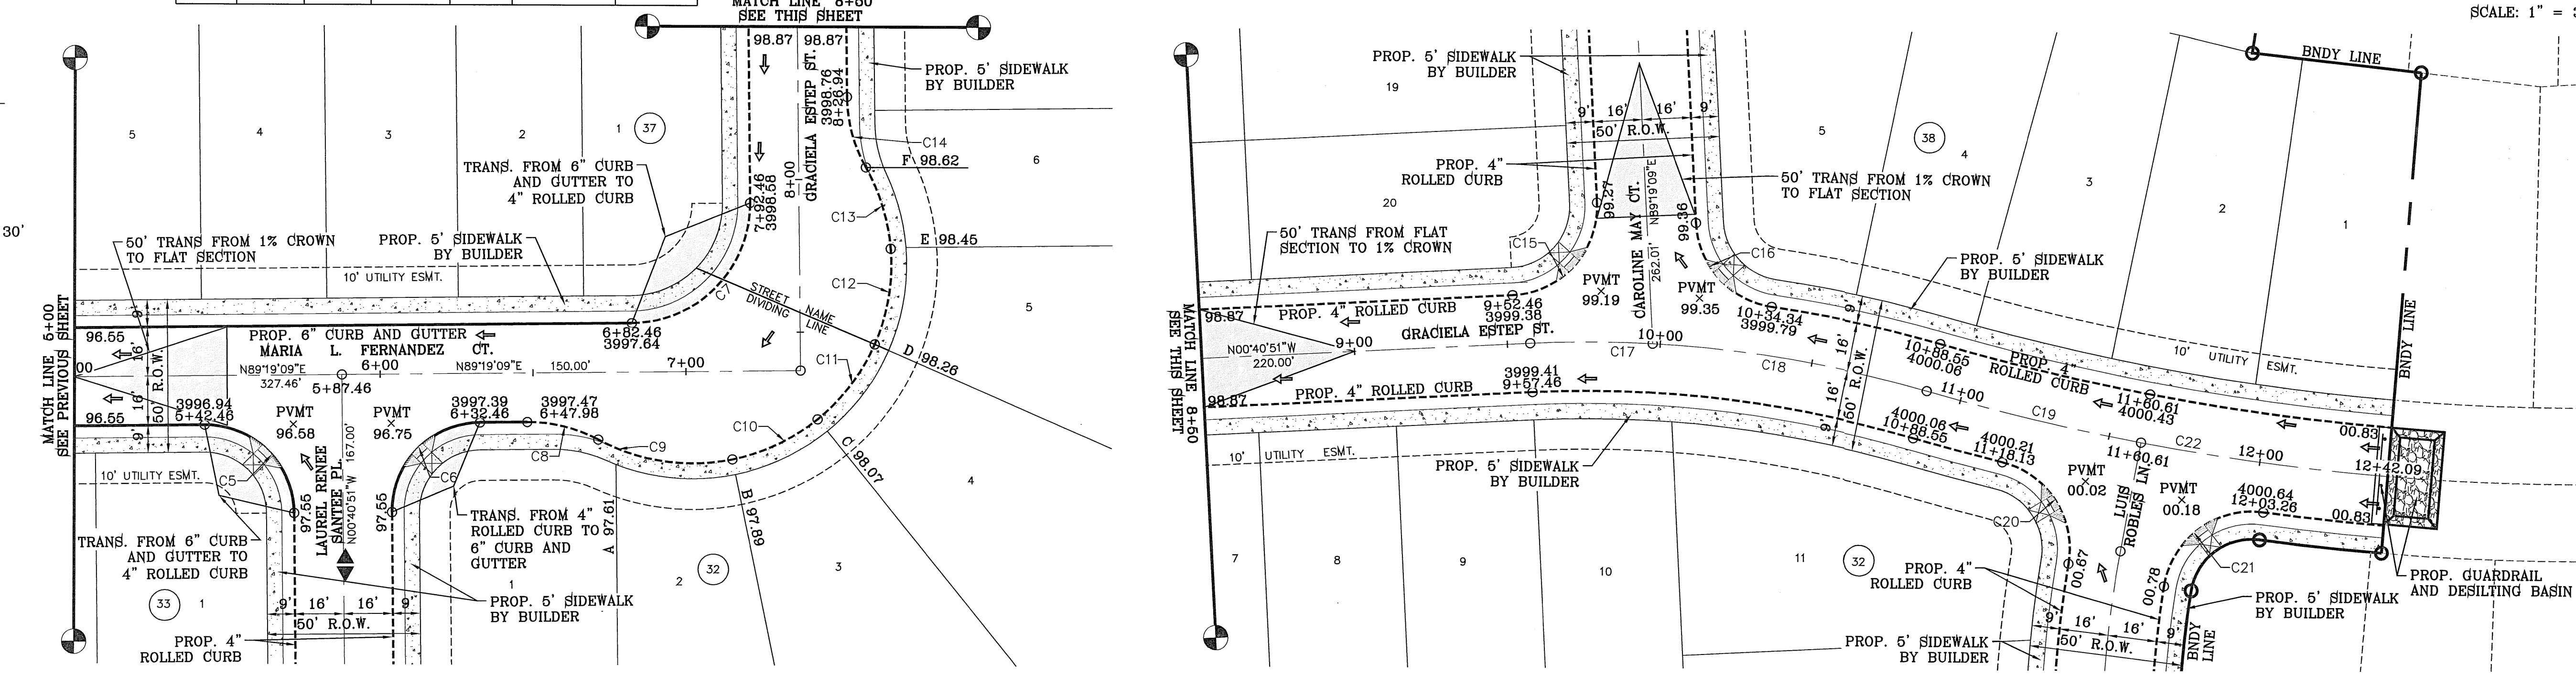 MATCH LINE 8+50
SEE THIS SHEET
SCALE: 1" =
30'
MATCH LINE 5+00
SEE PREVIOUS SHEET
5
4
3
2
1
37
98.87
98.87
GRACIELA ESTEP ST.
3998.76
8+26.94
PROP. 5' SIDEWALK
BY BUILDER
C14
F 98.62
6
TRANS. FROM 6" CURB
AND GUTTER TO
4" ROLLED CURB
7+92.46
3998.58
8+00
C13
E 98.45
50' TRANS FROM 1% CROWN
TO FLAT SECTION
PROP. 5' SIDEWALK
BY BUILDER
10' UTILITY ESMT.
C7
STREET NAME
DIVIDING LINE
C12
5
9'
96.55
PROP. 6" CURB AND GUTTER
6+82.46
3997.64
MARIA L. FERNANDEZ CT.
16'
50' R.O.W.
00
N89°19'09"E
327.46'
6+00
5+87.46
N89°19'09"E
150.00'
7+00
C11
D 98.26
16'
96.55
9'
3996.94
5+42.46
PVMT
96.58
PVMT
96.75
3997.39
6+32.46
3997.47
6+47.98
C8
C9
C10
C 98.07
4
10' UTILITY ESMT.
C5
C6
97.55
LAUREL RENEE
SANTEE PL.
N00°40'51"W 167.00'
97.55
TRANS. FROM 4"
ROLLED CURB TO
6" CURB AND
GUTTER
A 97.61
B 97.89
TRANS. FROM 6" CURB
AND GUTTER TO
4" ROLLED CURB
33
1
1
2
32
3
9'
16'
16'
9'
50' R.O.W.
PROP. 5' SIDEWALK
BY BUILDER
PROP. 4"
ROLLED CURB
MATCH LINE 8+50
SEE THIS SHEET
PROP. 5' SIDEWALK
BY BUILDER
19
9'
16'
16'
9'
50' R.O.W.
5
38
4
3
2
1
BNDY LINE
PROP. 4"
ROLLED CURB
20
99.27
CAROLINE MAY CT.
N89°19'09"E
262.01'
99.36
50' TRANS FROM 1% CROWN
TO FLAT SECTION
50' TRANS FROM FLAT
SECTION TO 1% CROWN
C15
C16
PROP. 5' SIDEWALK
BY BUILDER
PVMT
99.19
PVMT
99.35
98.87
PROP. 4" ROLLED CURB
9+52.46
3999.38
10+34.34
3999.79
9'
GRACIELA ESTEP ST.
N00°40'51"W
220.00'
9+00
C17
10+00
C18
16'
50' R.O.W.
16'
9'
10+88.55
4000.06
PROP. 4"
ROLLED CURB
10' UTILITY ESMT.
BNDY LINE
98.87
PROP. 4" ROLLED CURB
3999.41
9+57.46
11+00
C19
11+60.61
4000.43
4000.06
10+88.55
4000.21
11+18.13
11+60.61
C22
12+00
00.83
12+42.09
10' UTILITY ESMT.
PROP. 5' SIDEWALK
BY BUILDER
PVMT
00.02
PVMT
00.18
4000.64
12+03.26
00.83
LUIS
ROBLES LN.
C20
C21
00.67
00.78
7
8
9
10
11
32
PROP. 4"
ROLLED CURB
PROP. GUARDRAIL
AND DESILTING BASIN
PROP. 5' SIDEWALK
BY BUILDER
9'
16'
16'
9'
50' R.O.W.
BNDY
LINE
PROP. 5' SIDEWALK
BY BUILDER